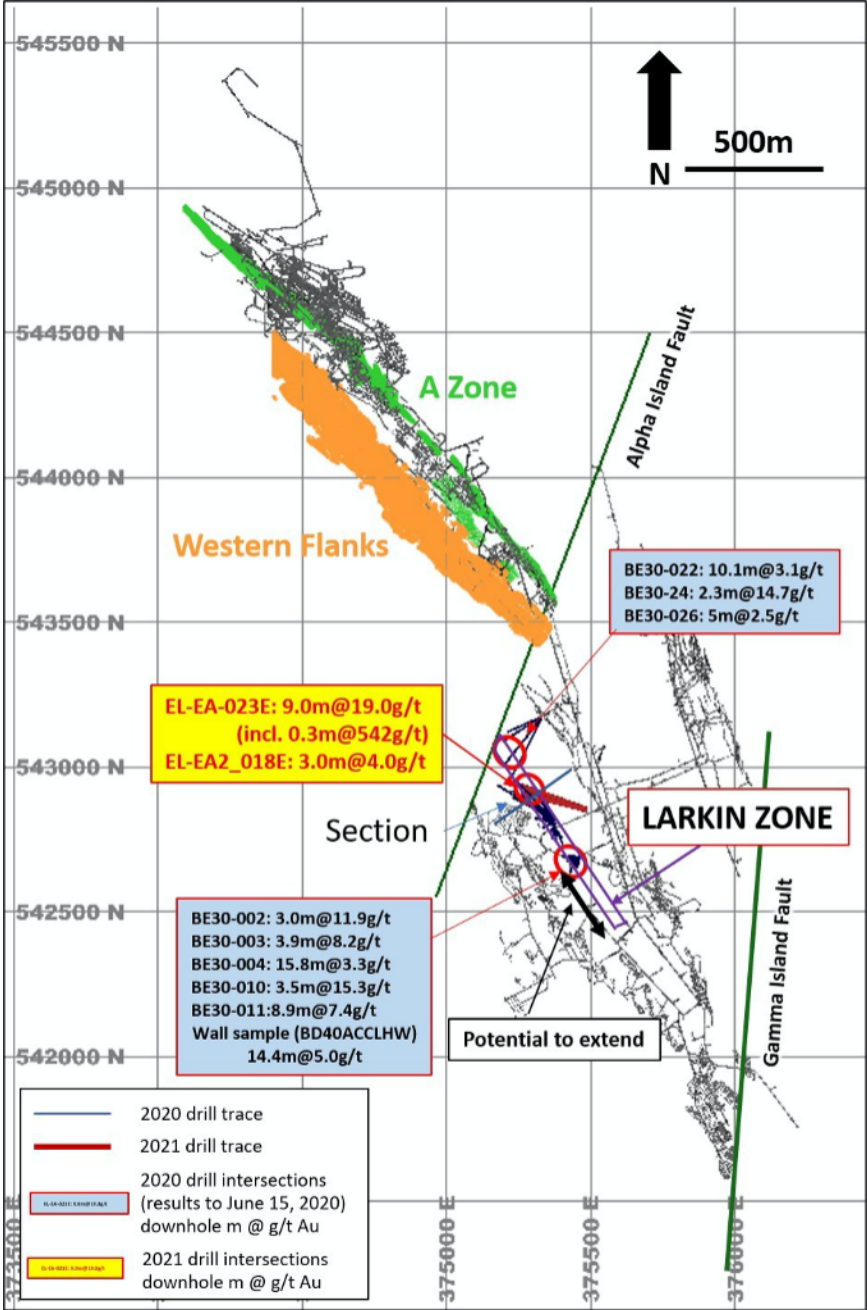 545500 N
N
500m
545000 N
544500 N
Alpha Island Fault
A Zone
544000 N
Western Flanks
BE30-022: 10.1m@3.1g/t
BE30-24: 2.3m@14.7g/t
BE30-026: 5m@2.5g/t
543500 N
EL-EA-023E: 9.0m@19.0g/t
(incl. 0.3m@542g/t)
EL-EA2_018E: 3.0m@4.0g/t
543000 N
Section
LARKIN ZONE
542500 N
BE30-002: 3.0m@11.9g/t
BE30-003: 3.9m@8.2g/t
BE30-004: 15.8m@3.3g/t
BE30-010: 3.5m@15.3g/t
BE30-011:8.9m@7.4g/t
Wall sample (BD40ACCLHW)
14.4m@5.0g/t
Potential to extend
Gamma Island Fault
542000 N
2020 drill trace
2021 drill trace
2020 drill intersections
(results to June 15, 2020)
downhole m @ g/t Au
2021 drill intersections
downhole m @ g/t Au
373500 E
375000 E
375500 E
376000 E